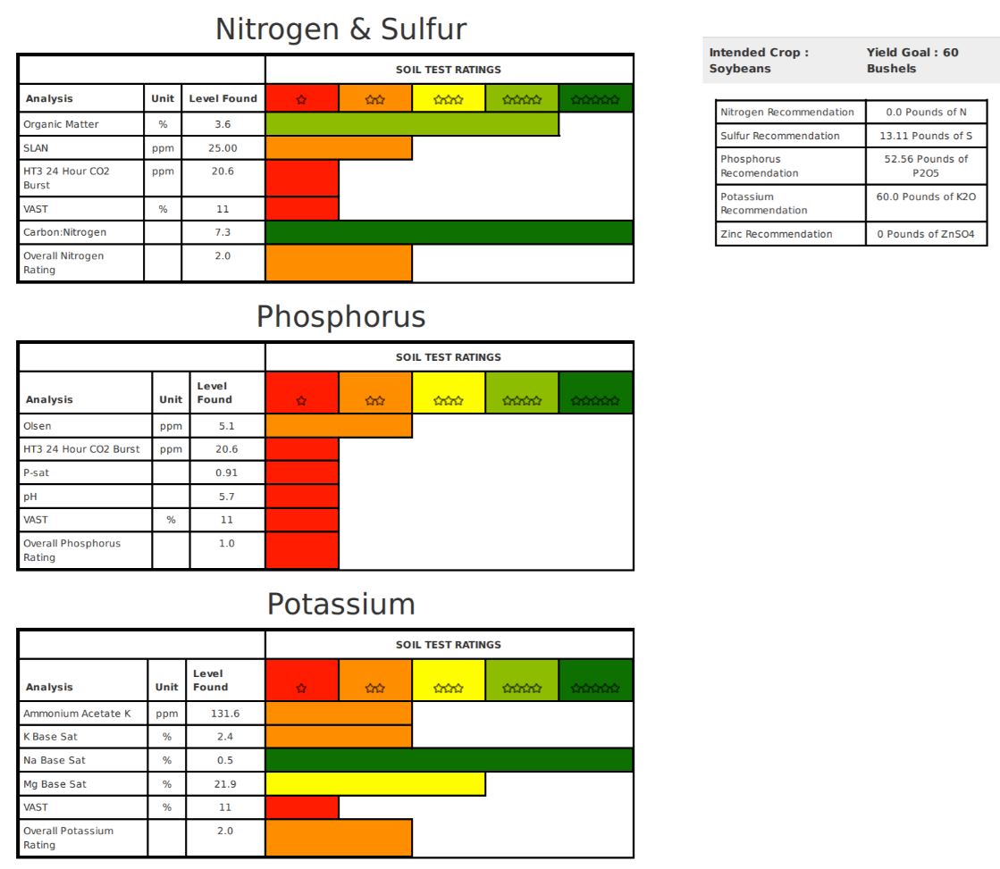 Nitrogen & Sulfur
SOIL TEST RATINGS
Analysis Unit Level Found ☆ ☆☆ ☆☆☆ ☆☆☆☆ ☆☆☆☆☆
Organic Matter % 3.6
SLAN ppm 25.00
HT3 24 Hour CO2 ppm 20.6
Burst
VAST % 11
Carbon:Nitrogen 7.3
Overall Nitrogen 2.0
Rating
Phosphorus
SOIL TEST RATINGS
Level
Analysis Unit Found ☆ ☆☆ ☆☆☆ ☆☆☆☆ ☆☆☆☆☆
Olsen ppm 5.1
HT3 24 Hour CO2 Burst ppm 20.6
P-sat 0.91
pH 5.7
VAST % 11
Overall Phosphorus 1.0
Rating
Potassium
SOIL TEST RATINGS
Level
Analysis Unit Found ☆ ☆☆ ☆☆☆ ☆☆☆☆ ☆☆☆☆☆
Ammonium Acetate K ppm 131.6
K Base Sat % 2.4
Na Base Sat % 0.5
Mg Base Sat % 21.9
VAST % 11
Overall Potassium 2.0
Rating
Intended Crop : Yield Goal : 60
Soybeans Bushels
Nitrogen Recommendation 0.0 Pounds of N
Sulfur Recommendation 13.11 Pounds of S
Phosphorus 52.56 Pounds of
Recomendation P2O5
Potassium 60.0 Pounds of K2O
Recommendation
Zinc Recommendation 0 Pounds of ZnSO4